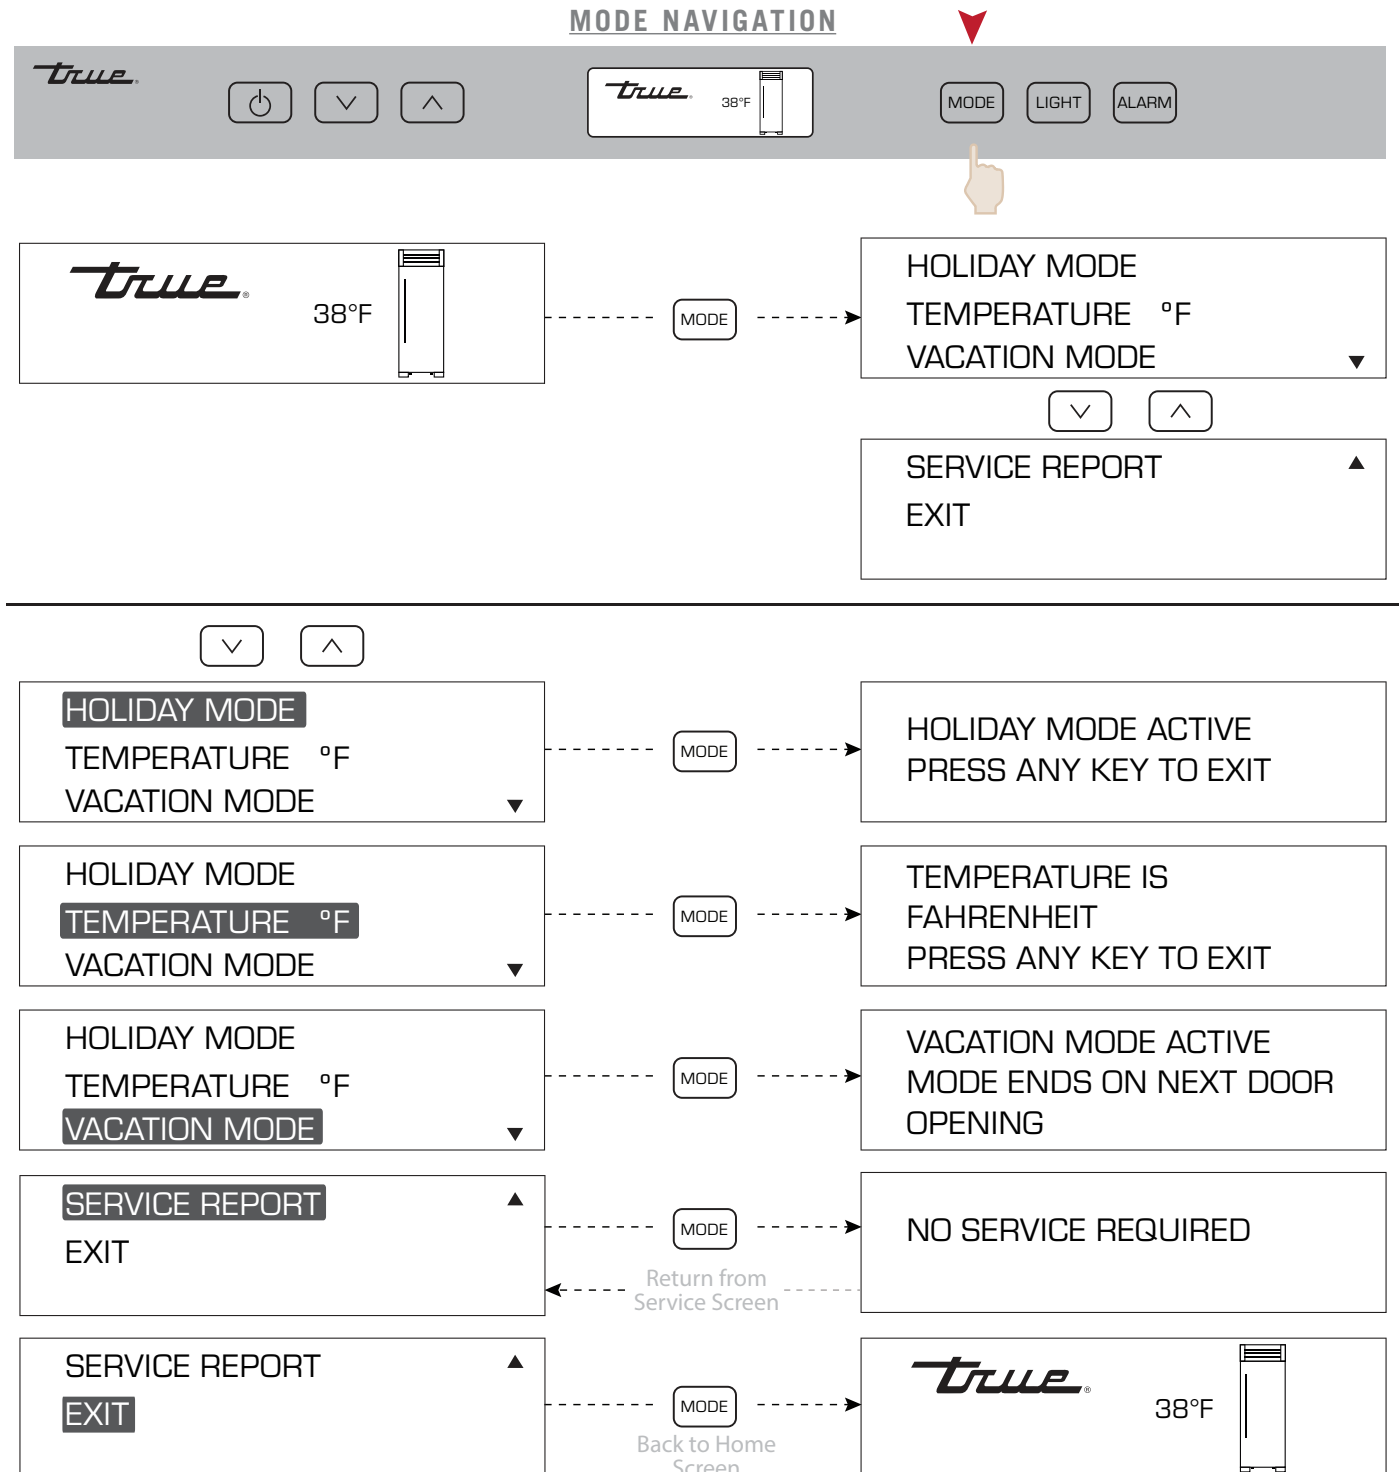 MODE NAVIGATION
true®
true® 38°F
MODE LIGHT ALARM
true® 38°F
MODE
HOLIDAY MODE
TEMPERATURE °F
VACATION MODE
SERVICE REPORT
EXIT
HOLIDAY MODE
TEMPERATURE °F
VACATION MODE
MODE
HOLIDAY MODE ACTIVE
PRESS ANY KEY TO EXIT
HOLIDAY MODE
TEMPERATURE °F
VACATION MODE
MODE
TEMPERATURE IS
FAHRENHEIT
PRESS ANY KEY TO EXIT
HOLIDAY MODE
TEMPERATURE °F
VACATION MODE
MODE
VACATION MODE ACTIVE
MODE ENDS ON NEXT DOOR
OPENING
SERVICE REPORT
EXIT
MODE
Return from
Service Screen
NO SERVICE REQUIRED
SERVICE REPORT
EXIT
MODE
Back to Home
Screen
true® 38°F